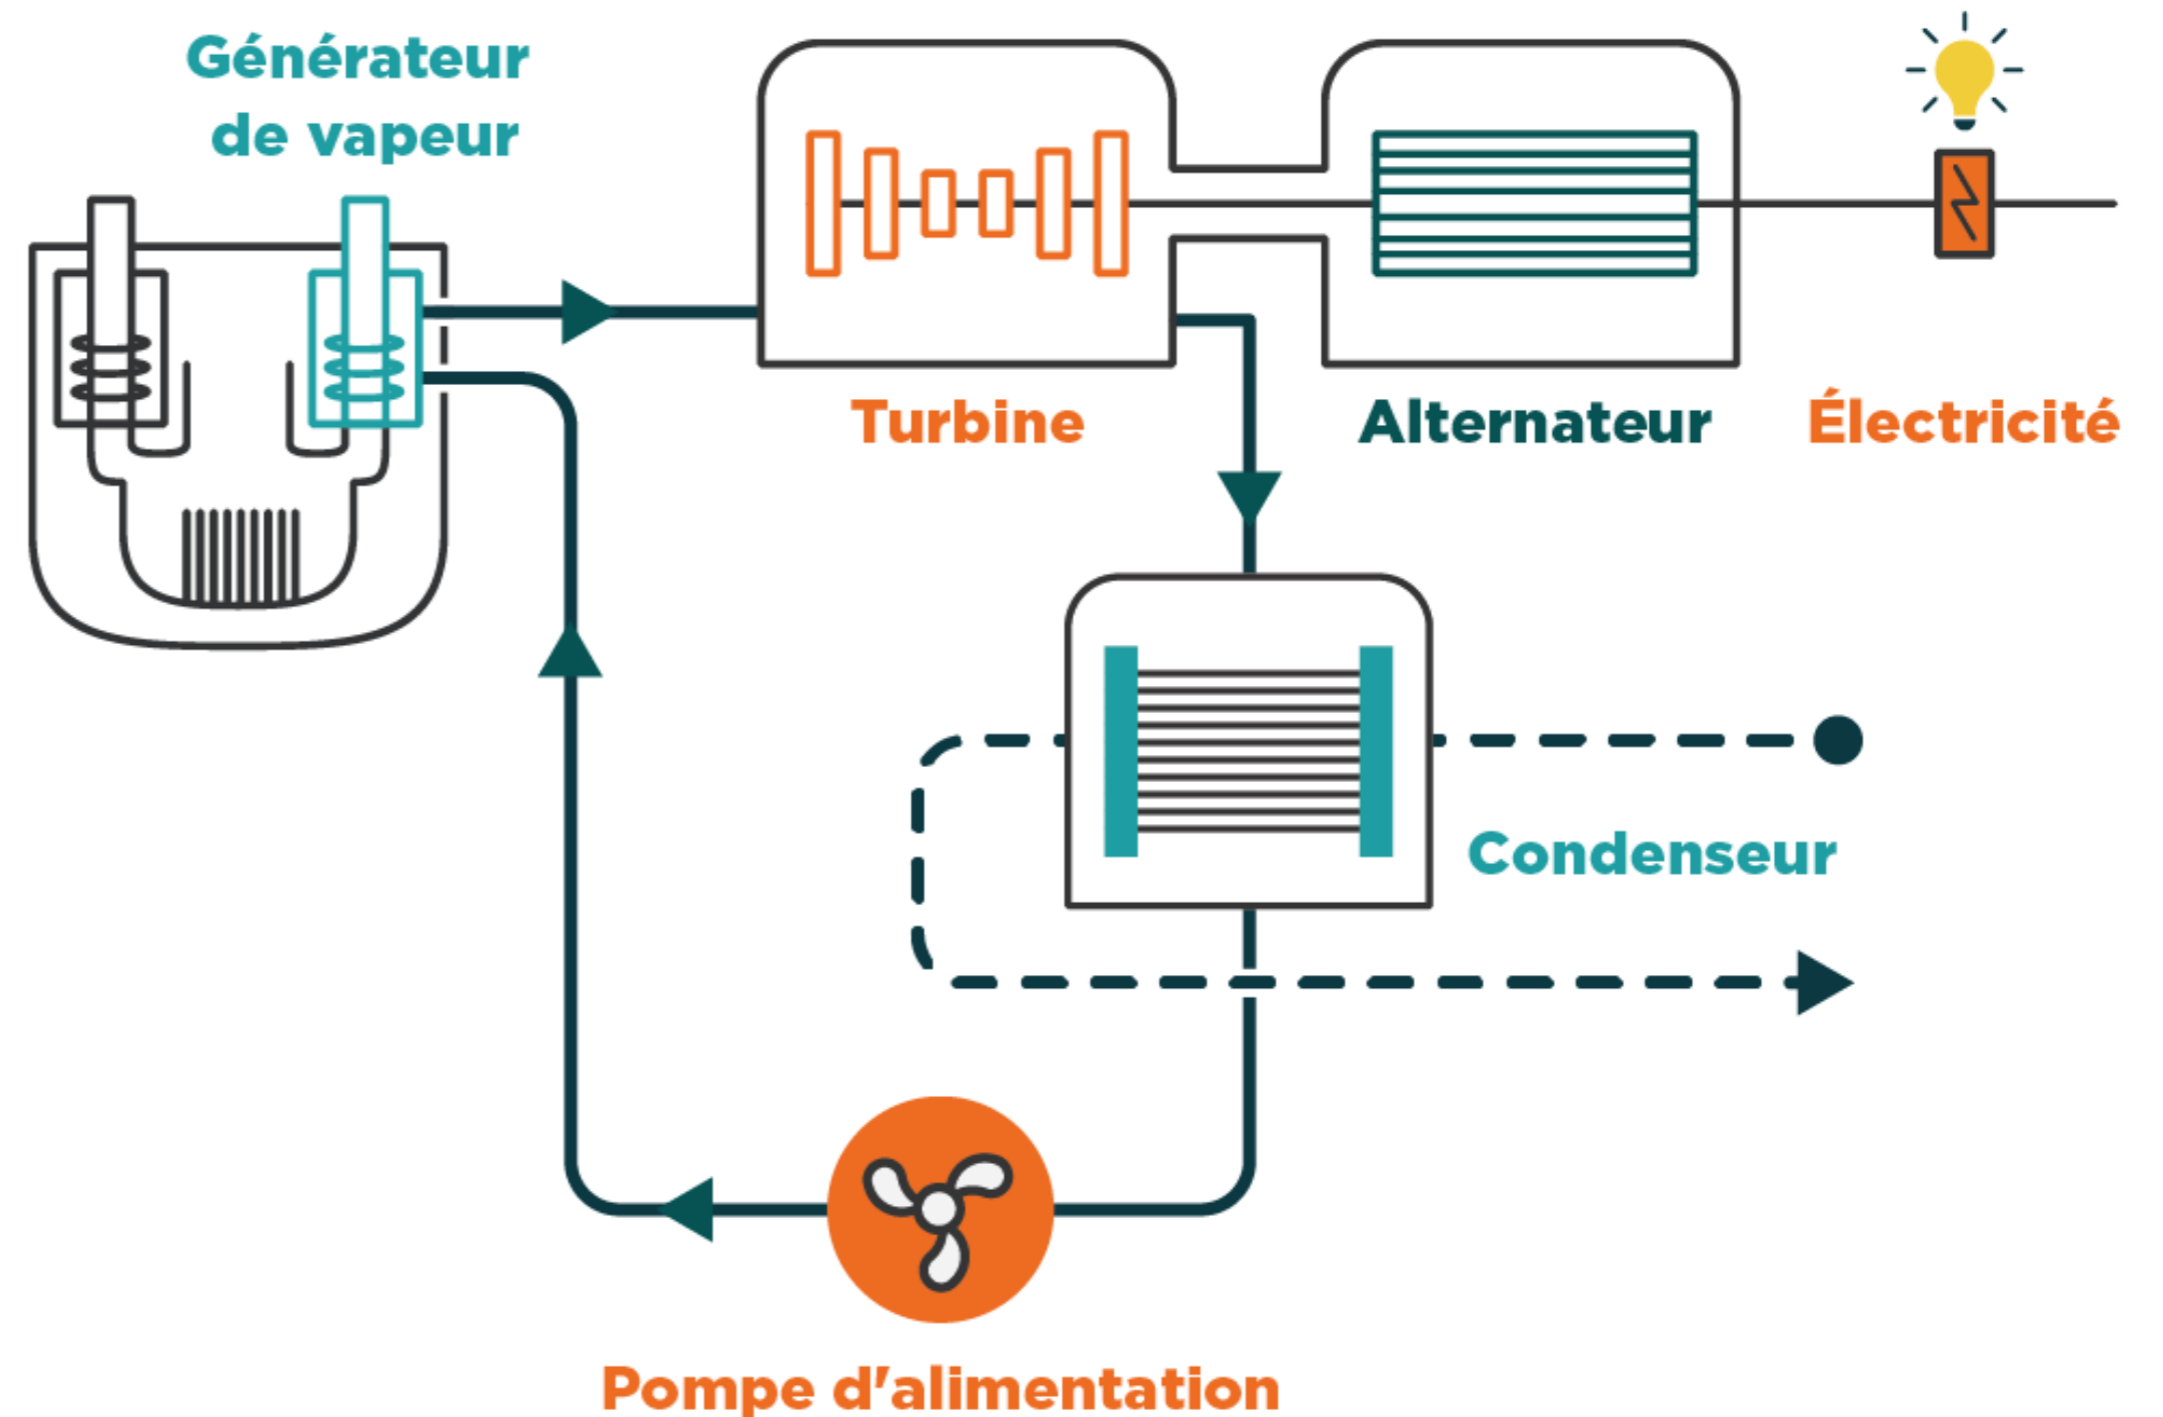 Générateur
de vapeur
Turbine
Alternateur
Électricité
Condenseur
Pompe d'alimentation